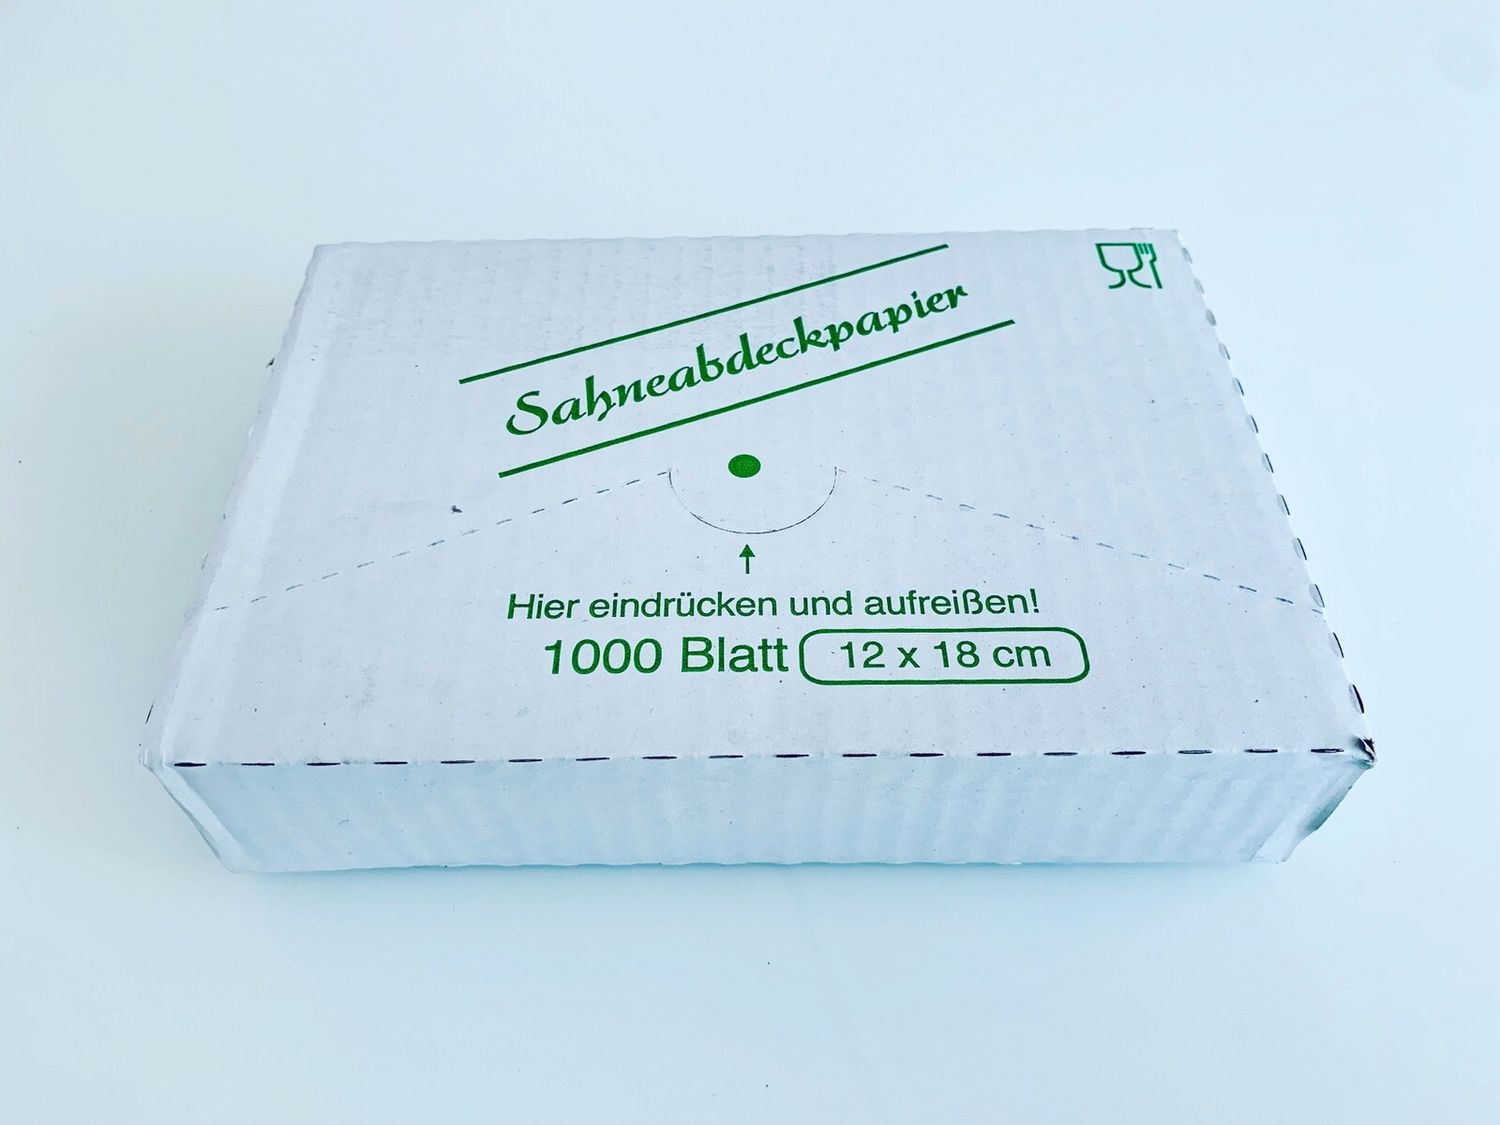 Sahneabdeckpapier
Hier eindrücken und aufreißen!
1000 Blatt 12 x 18 cm